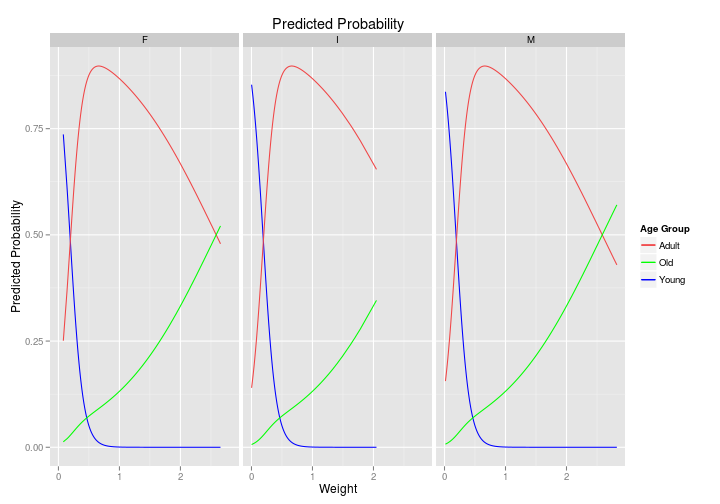 Predicted Probability
F I M
Predicted Probability
0.75
0.50
0.25
0.00
0 1 2 0 1 2 0 1 2
Weight
Age Group
Adult
Old
Young